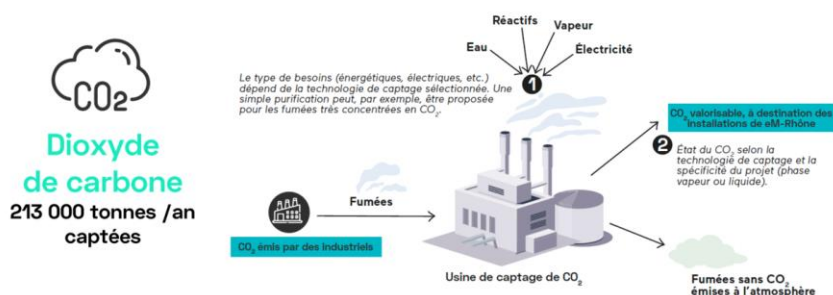 CO2
Dioxyde
de carbone
213 000 tonnes /an
captées
Réactifs
Vapeur
Eau
Électricité
1
Le type de besoins (énergétiques, électriques, etc.)
dépend de la technologie de captage sélectionnée. Une
simple purification peut, par exemple, être proposée
pour les fumées très concentrées en CO₂.
Fumées
CO₂ émis par des industriels
Usine de captage de CO₂
CO₂ valorisable, à destination des
installations de eM-Rhône
2
État du CO₂ selon la
technologie de captage et la
spécificité du projet (phase
vapeur ou liquide).
Fumées sans CO₂
émises à l'atmosphère